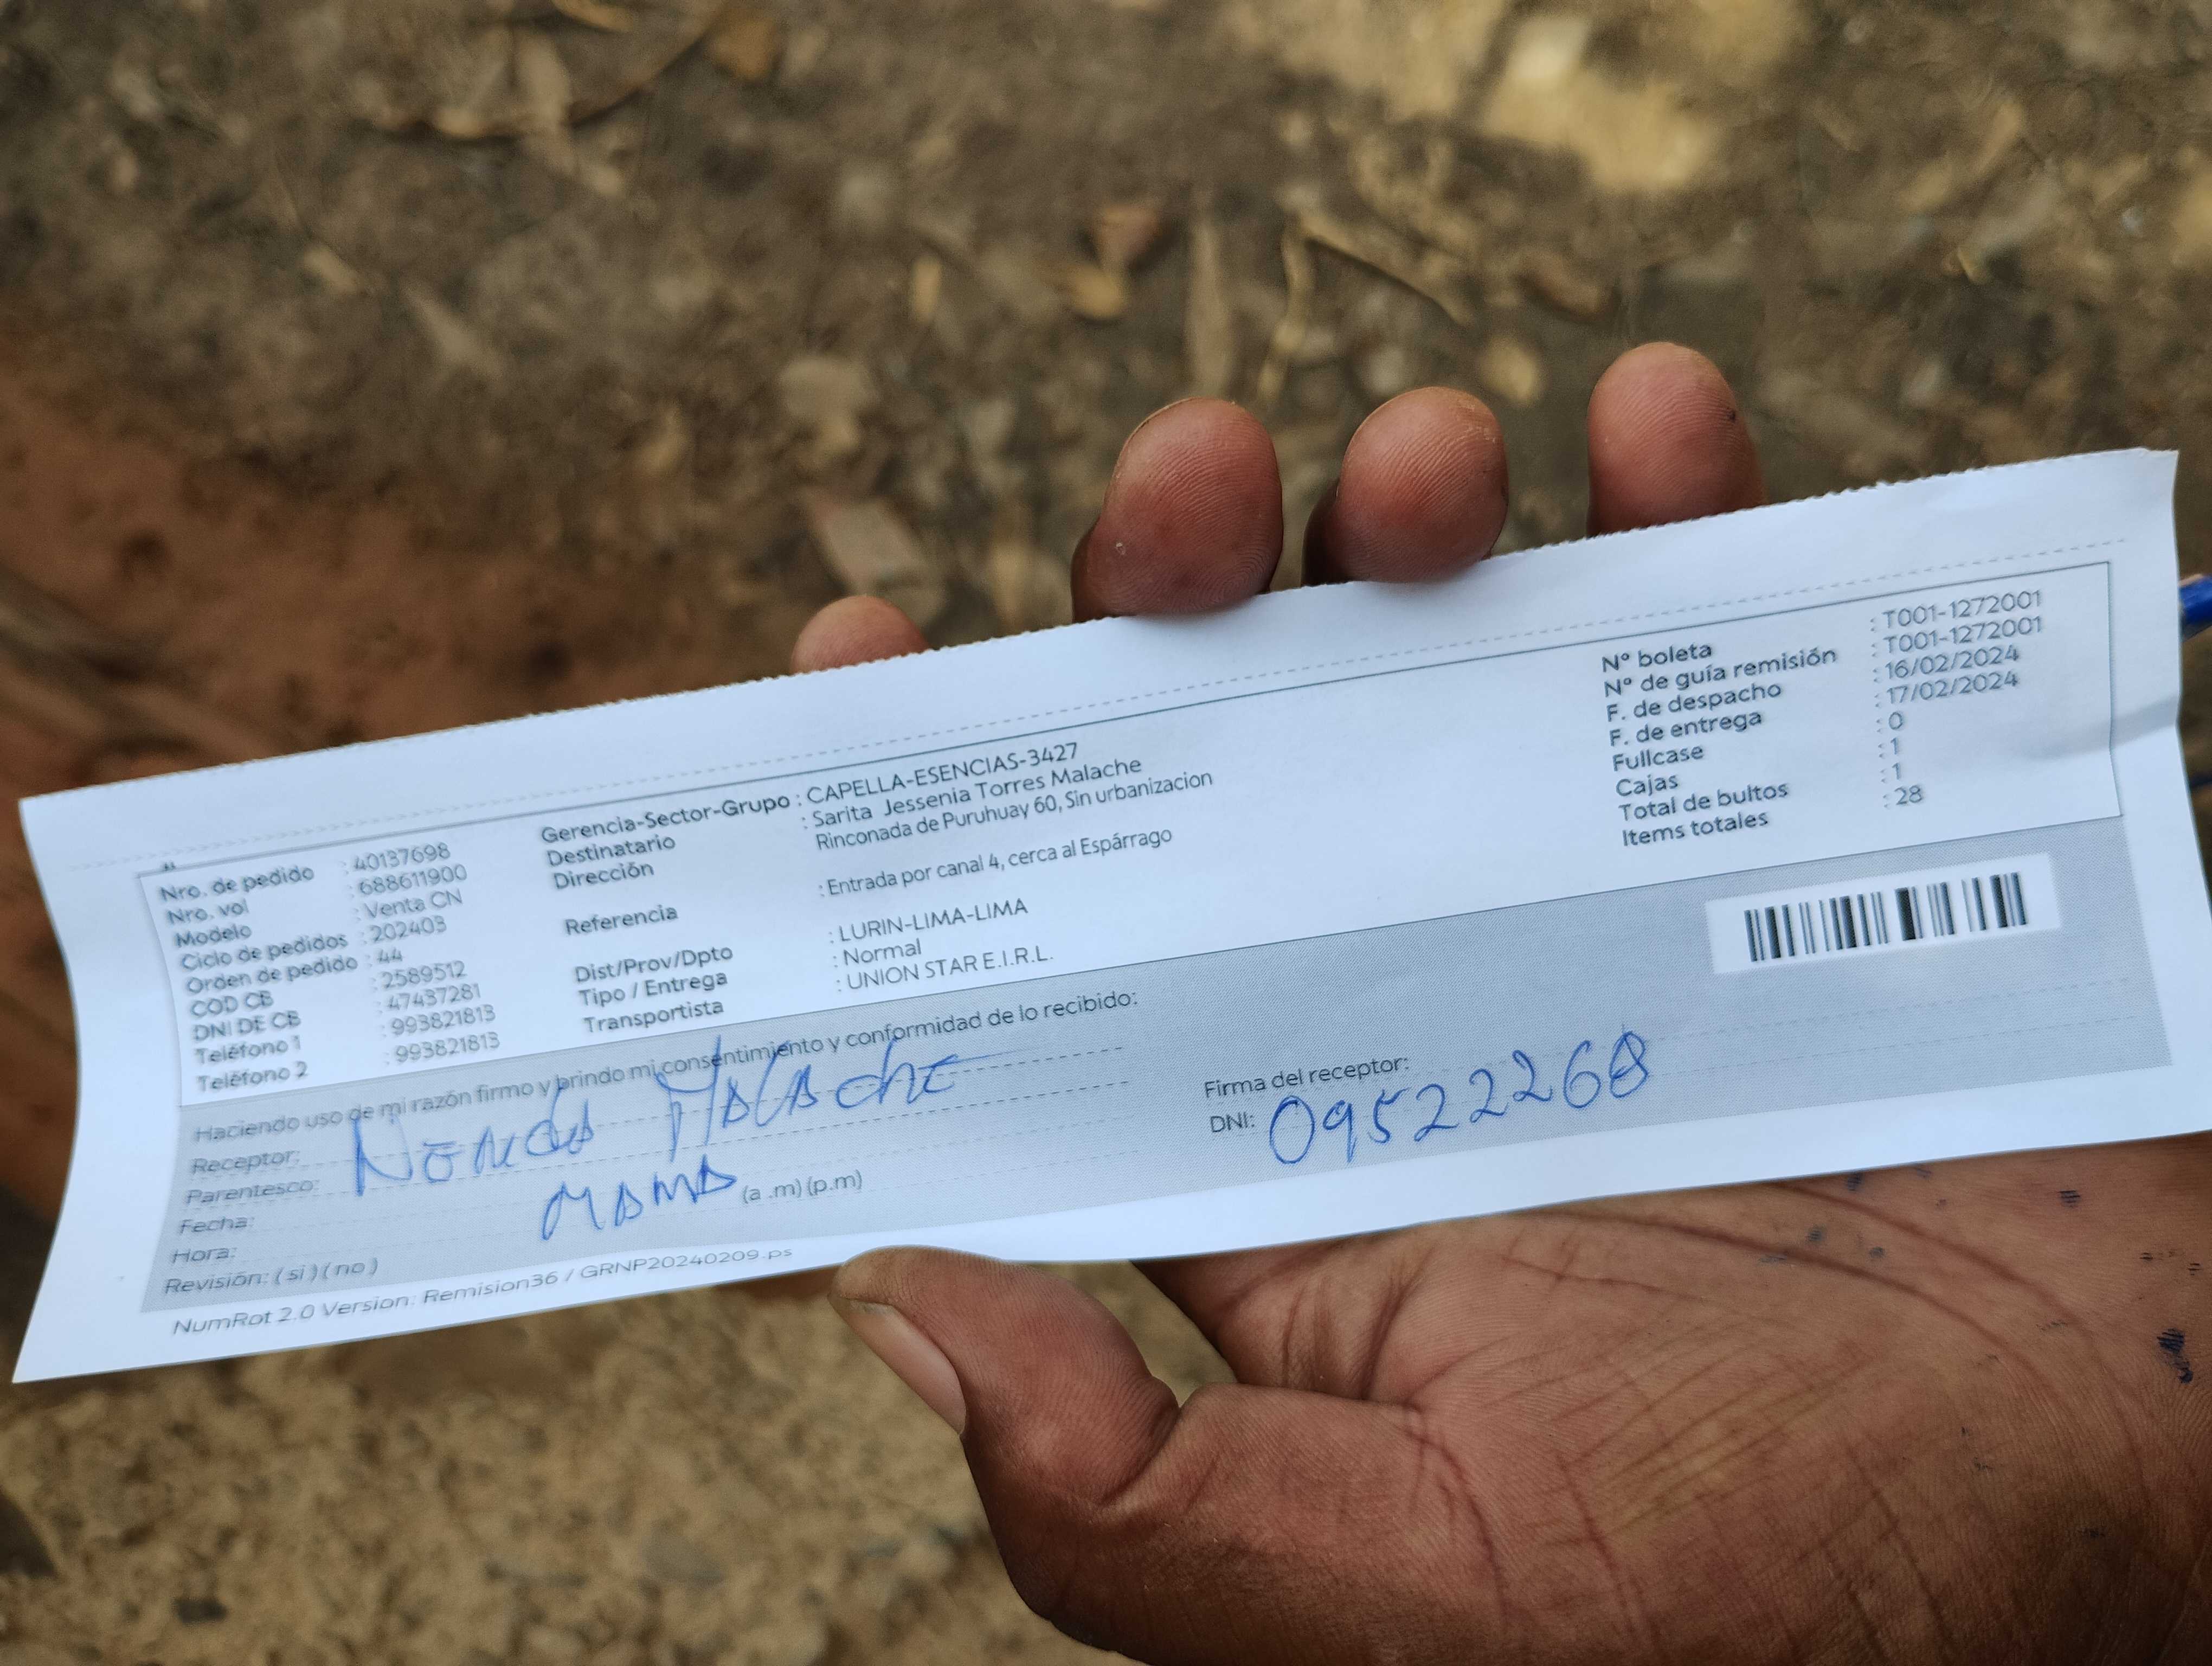 Nro. de pedido : 40137698
Nro. vol : 688611900
Modelo : Venta CN
Ciclo de pedidos : 202403
Orden de pedido : 44
COD CB : 2589512
DNI DE CB : 47437281
Teléfono 1 : 993821813
Teléfono 2 : 993821813
Gerencia-Sector-Grupo : CAPELLA-ESENCIAS-3427
Destinatario : Sarita Jessenia Torres Malache
Dirección Rinconada de Puruhuay 60, Sin urbanizacion
Referencia : Entrada por canal 4, cerca al Espárrago
Dist/Prov/Dpto : LURIN-LIMA-LIMA
Tipo / Entrega : Normal
Transportista : UNION STAR E.I.R.L.
N° boleta : T001-1272001
N° de guía remisión : T001-1272001
F. de despacho : 16/02/2024
F. de entrega : 17/02/2024
Fullcase : 0
Cajas : 1
Total de bultos : 1
Items totales : 28
Haciendo uso de mi razón firmo y brindo mi consentimiento y conformidad de lo recibido:
Receptor: Malache
Parentesco: MAMA
Fecha:
Hora: (a .m) (p.m)
Revisión: ( si ) ( no )
Firma del receptor:
DNI: 09522268
NumRot 2.0 Version: Remision36 / GRNP20240209.ps